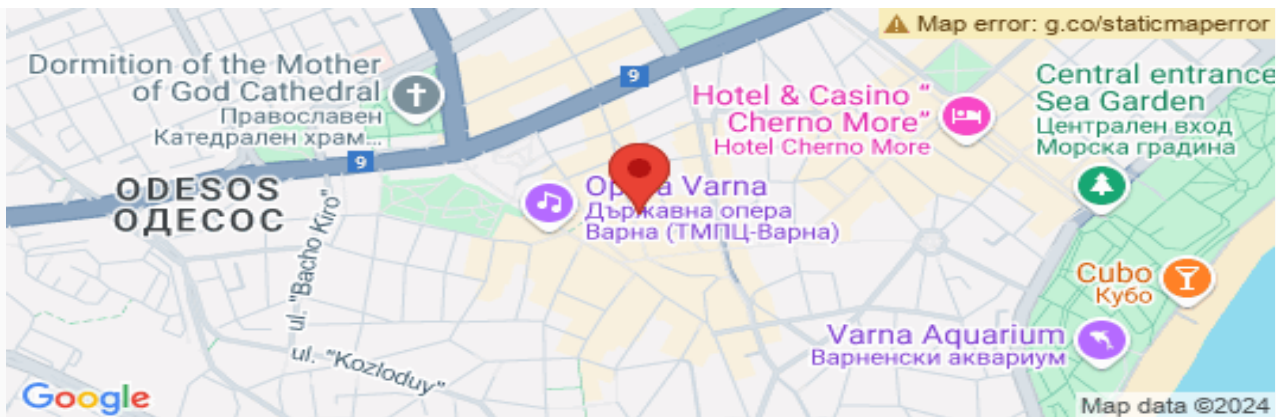 Map error: g.co/staticmaperror
Dormition of the Mother
of God Cathedral
Православен
Катедрален храм...
9
Hotel & Casino “
Cherno More”
Hotel Cherno More
Central entrance
Sea Garden
Централен вход
Морска градина
9
ODESOS
ОДЕСОС
Varna
Държавна опера
Варна (ТМПЦ-Варна)
ul. "Bacho Kiro"
Cubo
Кубо
ul. "Kozloduy"
Varna Aquarium
Варненски аквариум
Google
Map data ©2024